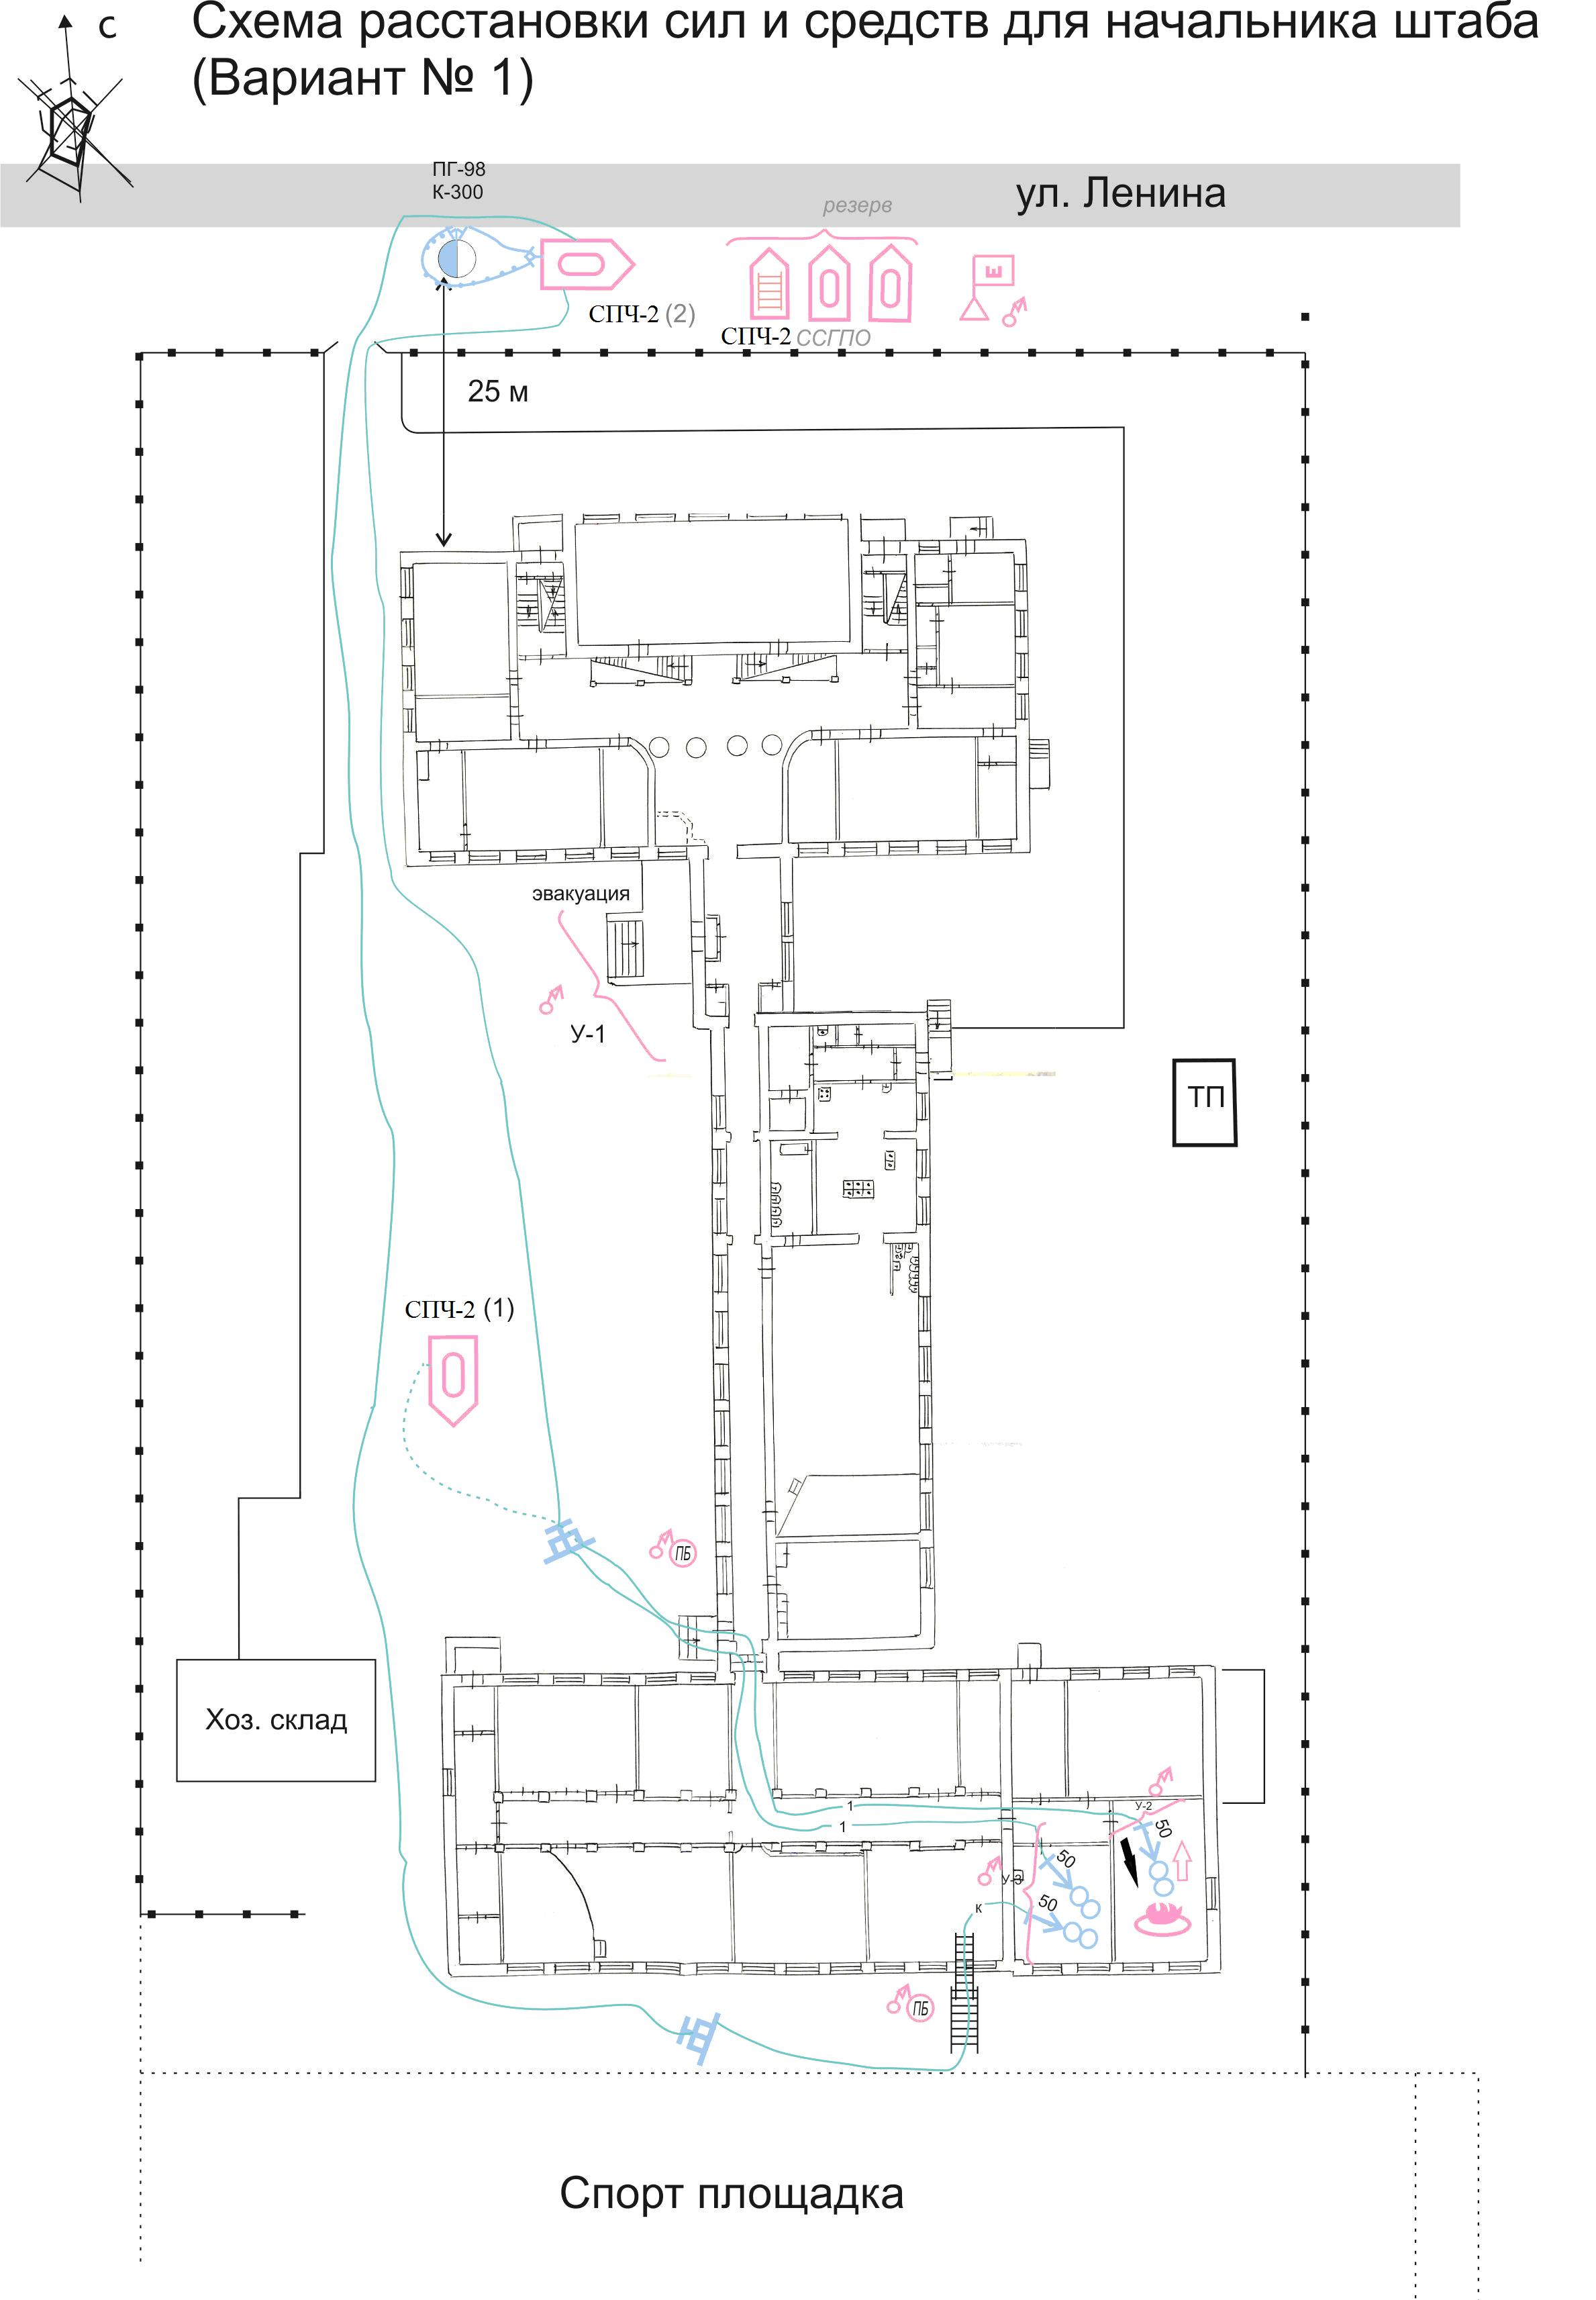 С
Схема расстановки сил и средств для начальника штаба
(Вариант № 1)
ПГ-98
К-300
ул. Ленина
резерв
Е
СПЧ-2 (2)
СПЧ-2 ССГПО
25 м
эвакуация
У-1
ТП
СПЧ-2 (1)
ПБ
Хоз. склад
1
У-2
1
50
50
У-3
50
к
ПБ
Спорт площадка